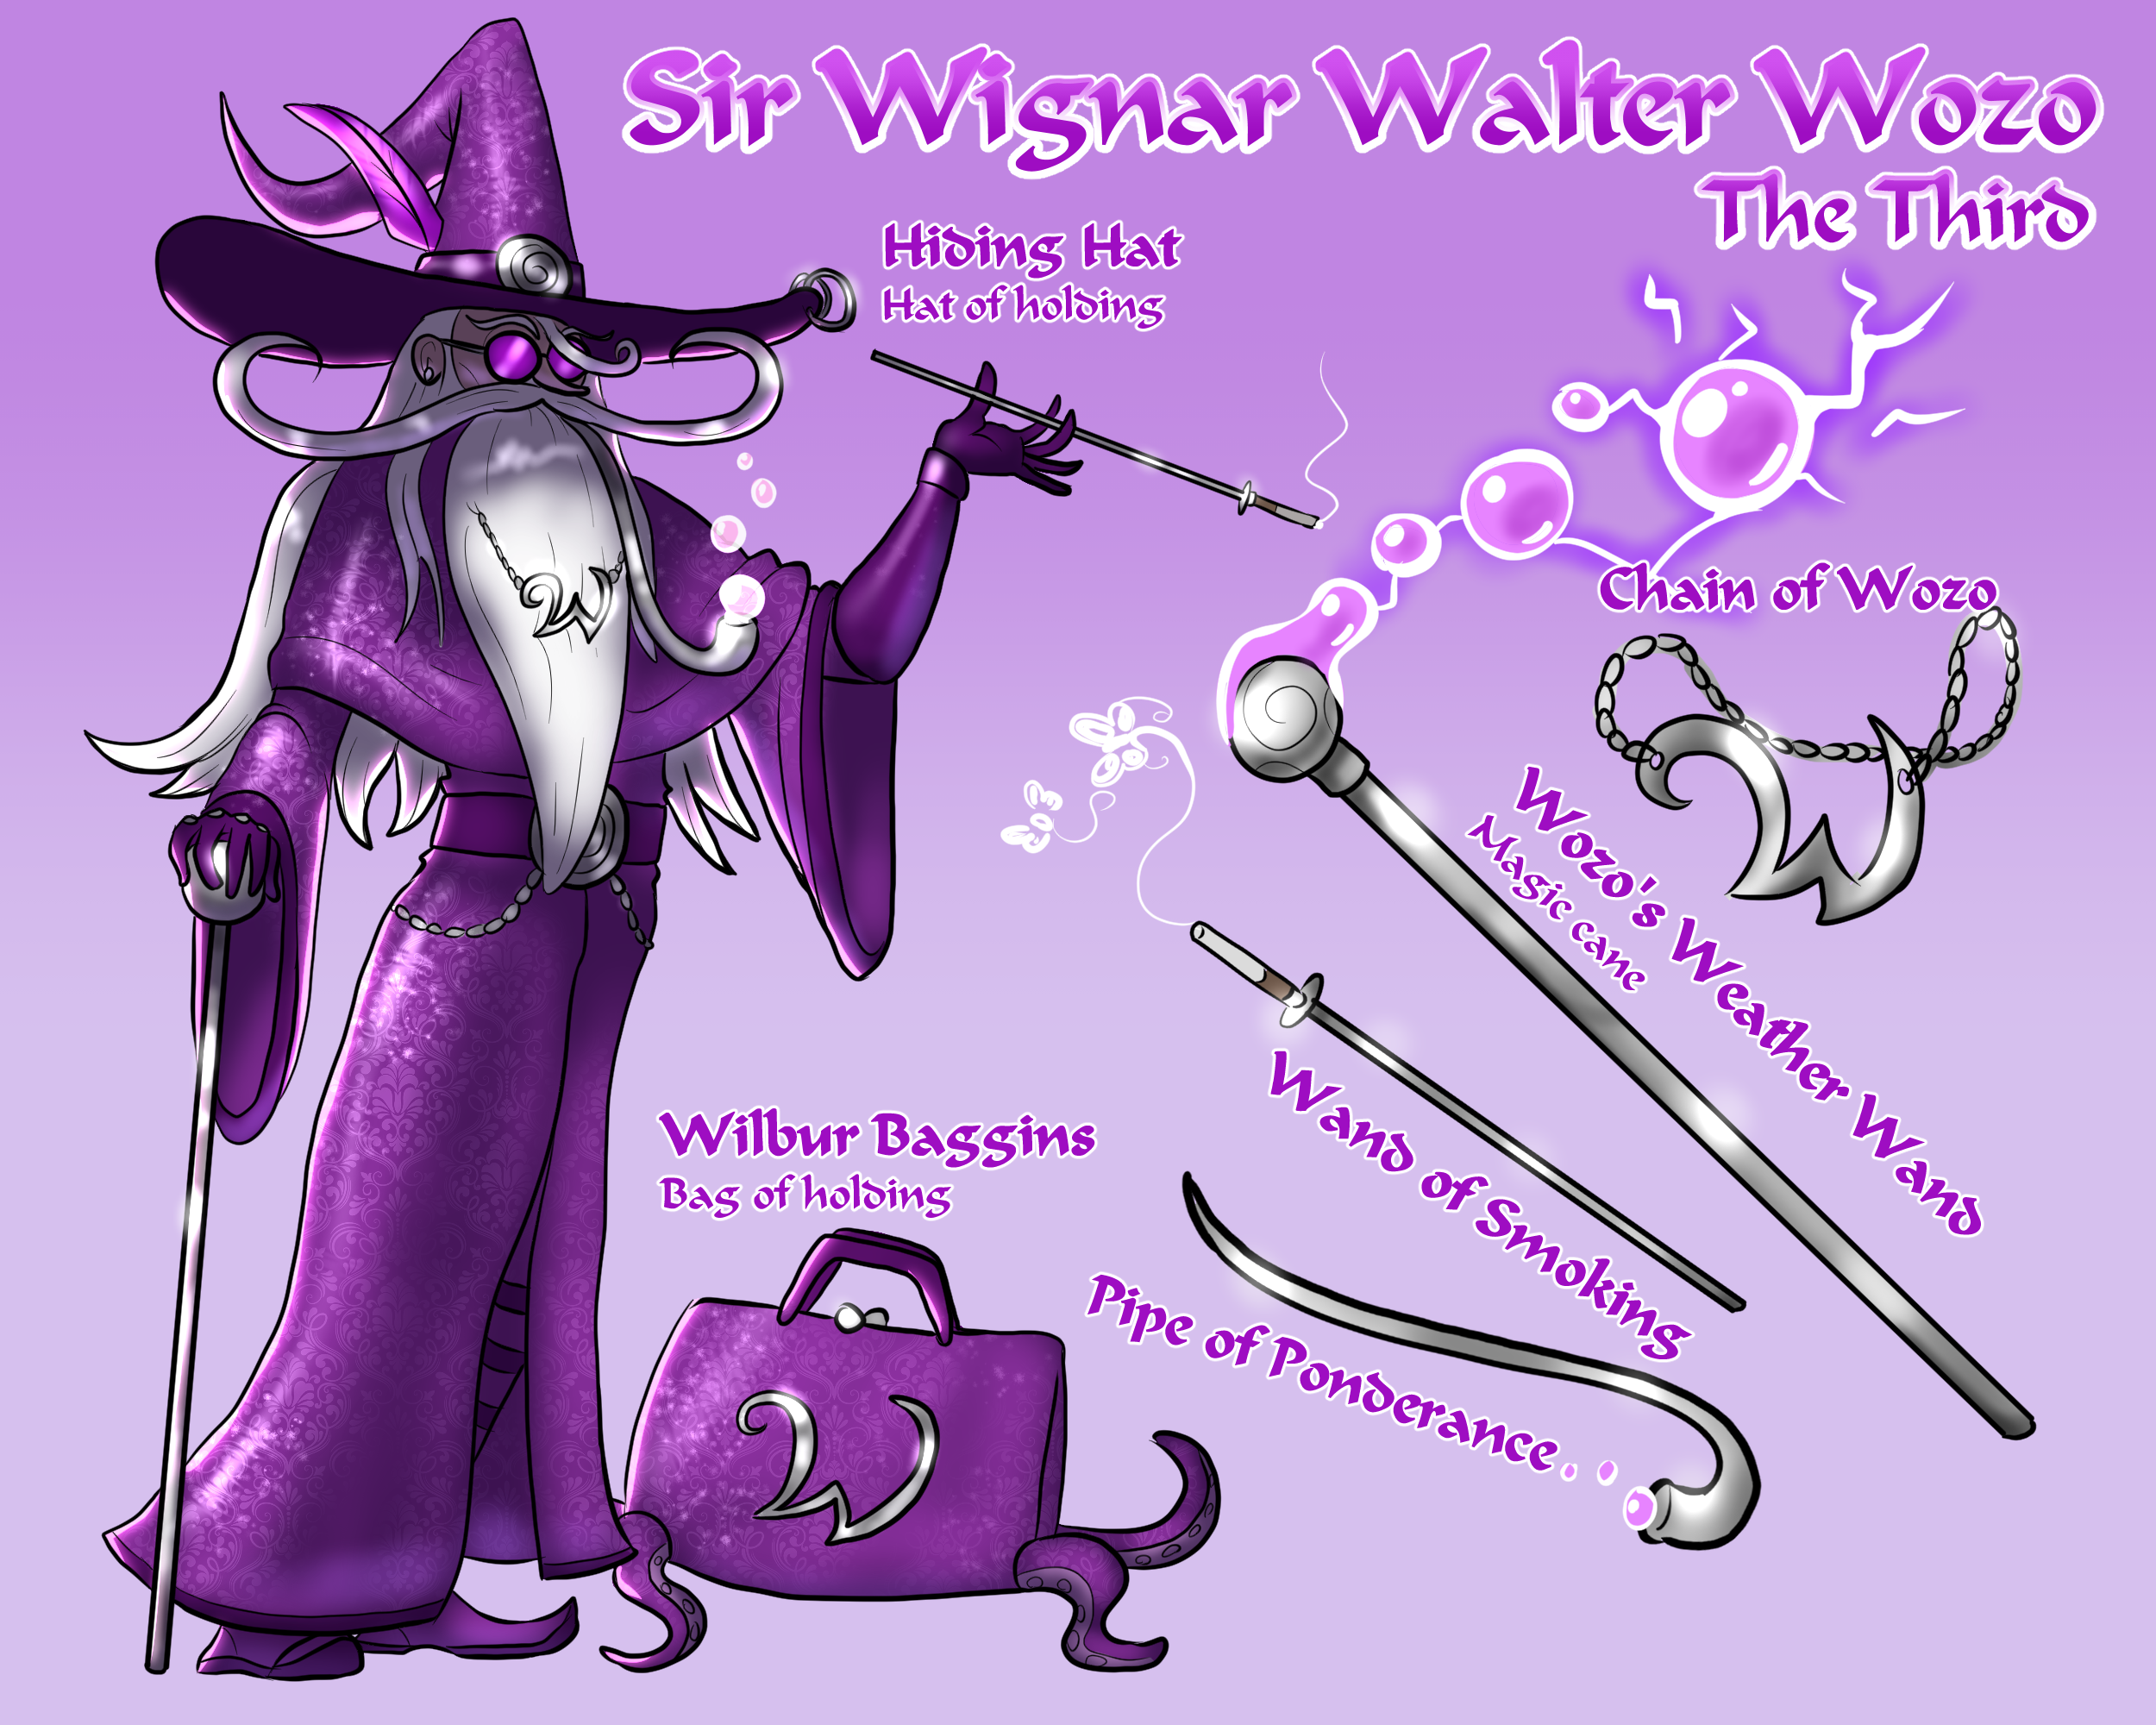 Sir Wignar Walter Wozo
The Third
Hiding Hat
Hat of holding
Chain of Wozo
W
W
Wozo's Weather Wand
Magic cane
Wand of Smoking
Wilbur Baggins
Bag of holding
W
Pipe of Ponderance